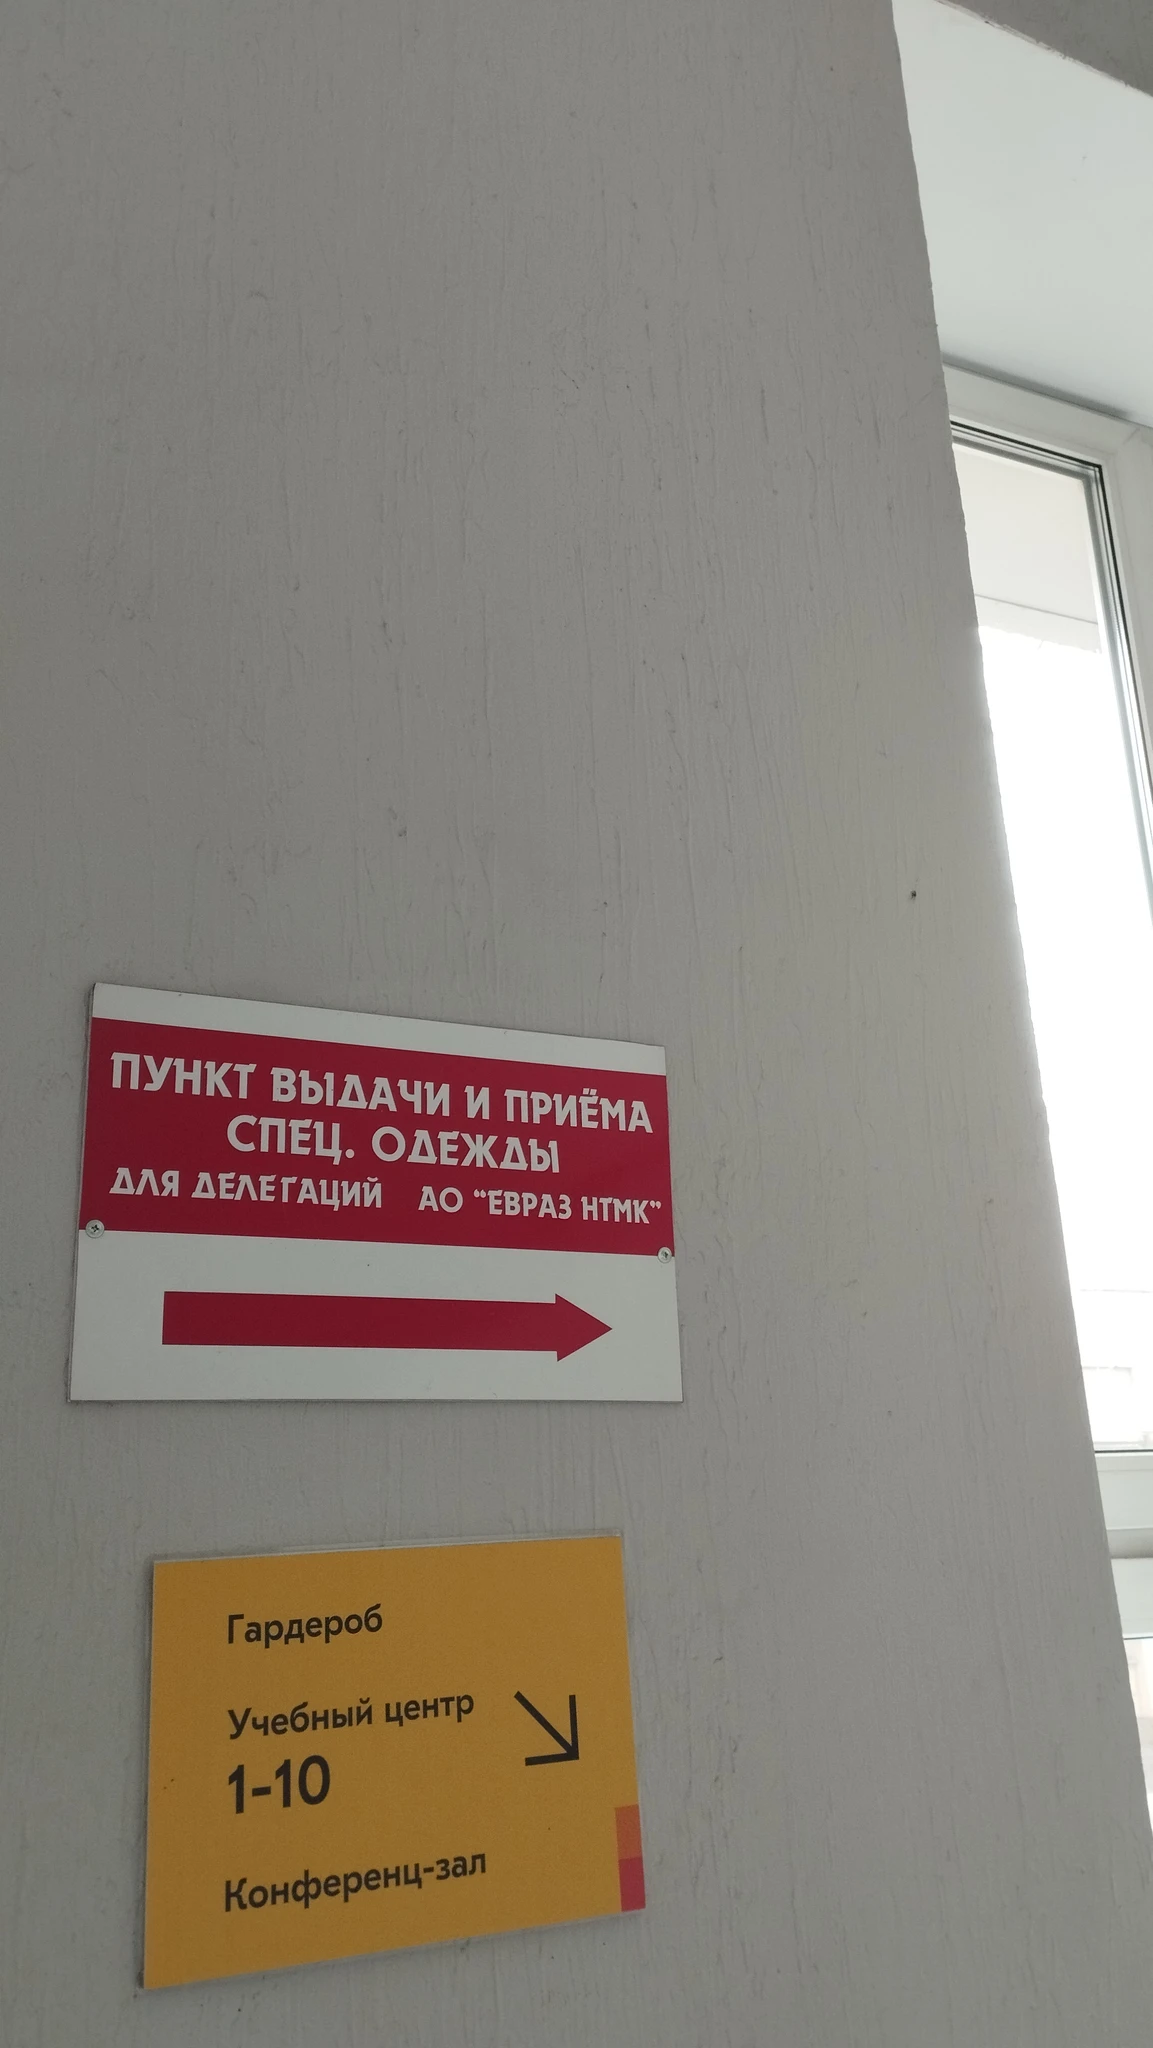 ПУНКТ ВЫДАЧИ И ПРИЁМА
СПЕЦ. ОДЕЖДЫ
ДЛЯ ДЕЛЕГАЦИЙ АО “ЕВРАЗ НТМК”
Гардероб
Учебный центр
1-10
Конференц-зал